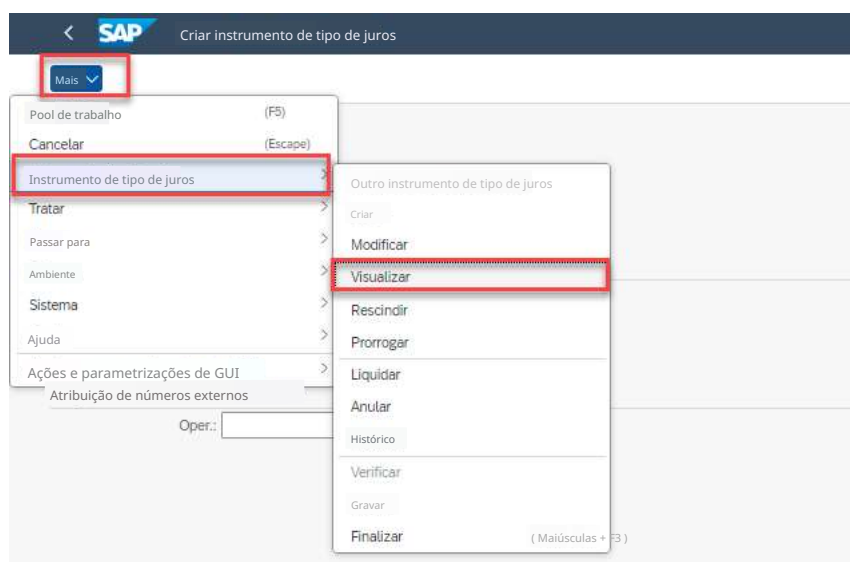 SAP Criar instrumento de tipo de juros
Mais
Pool de trabalho (F5)
Cancelar (Escape)
Instrumento de tipo de juros
Tratar
Passar para
Ambiente
Sistema
Ajuda
Ações e parametrizações de GUI
Atribuição de números externos
Oper.:
Outro instrumento de tipo de juros
Criar
Modificar
Visualizar
Rescindir
Prorrogar
Liquidar
Anular
Histórico
Verificar
Gravar
Finalizar ( Maiúsculas + F3 )